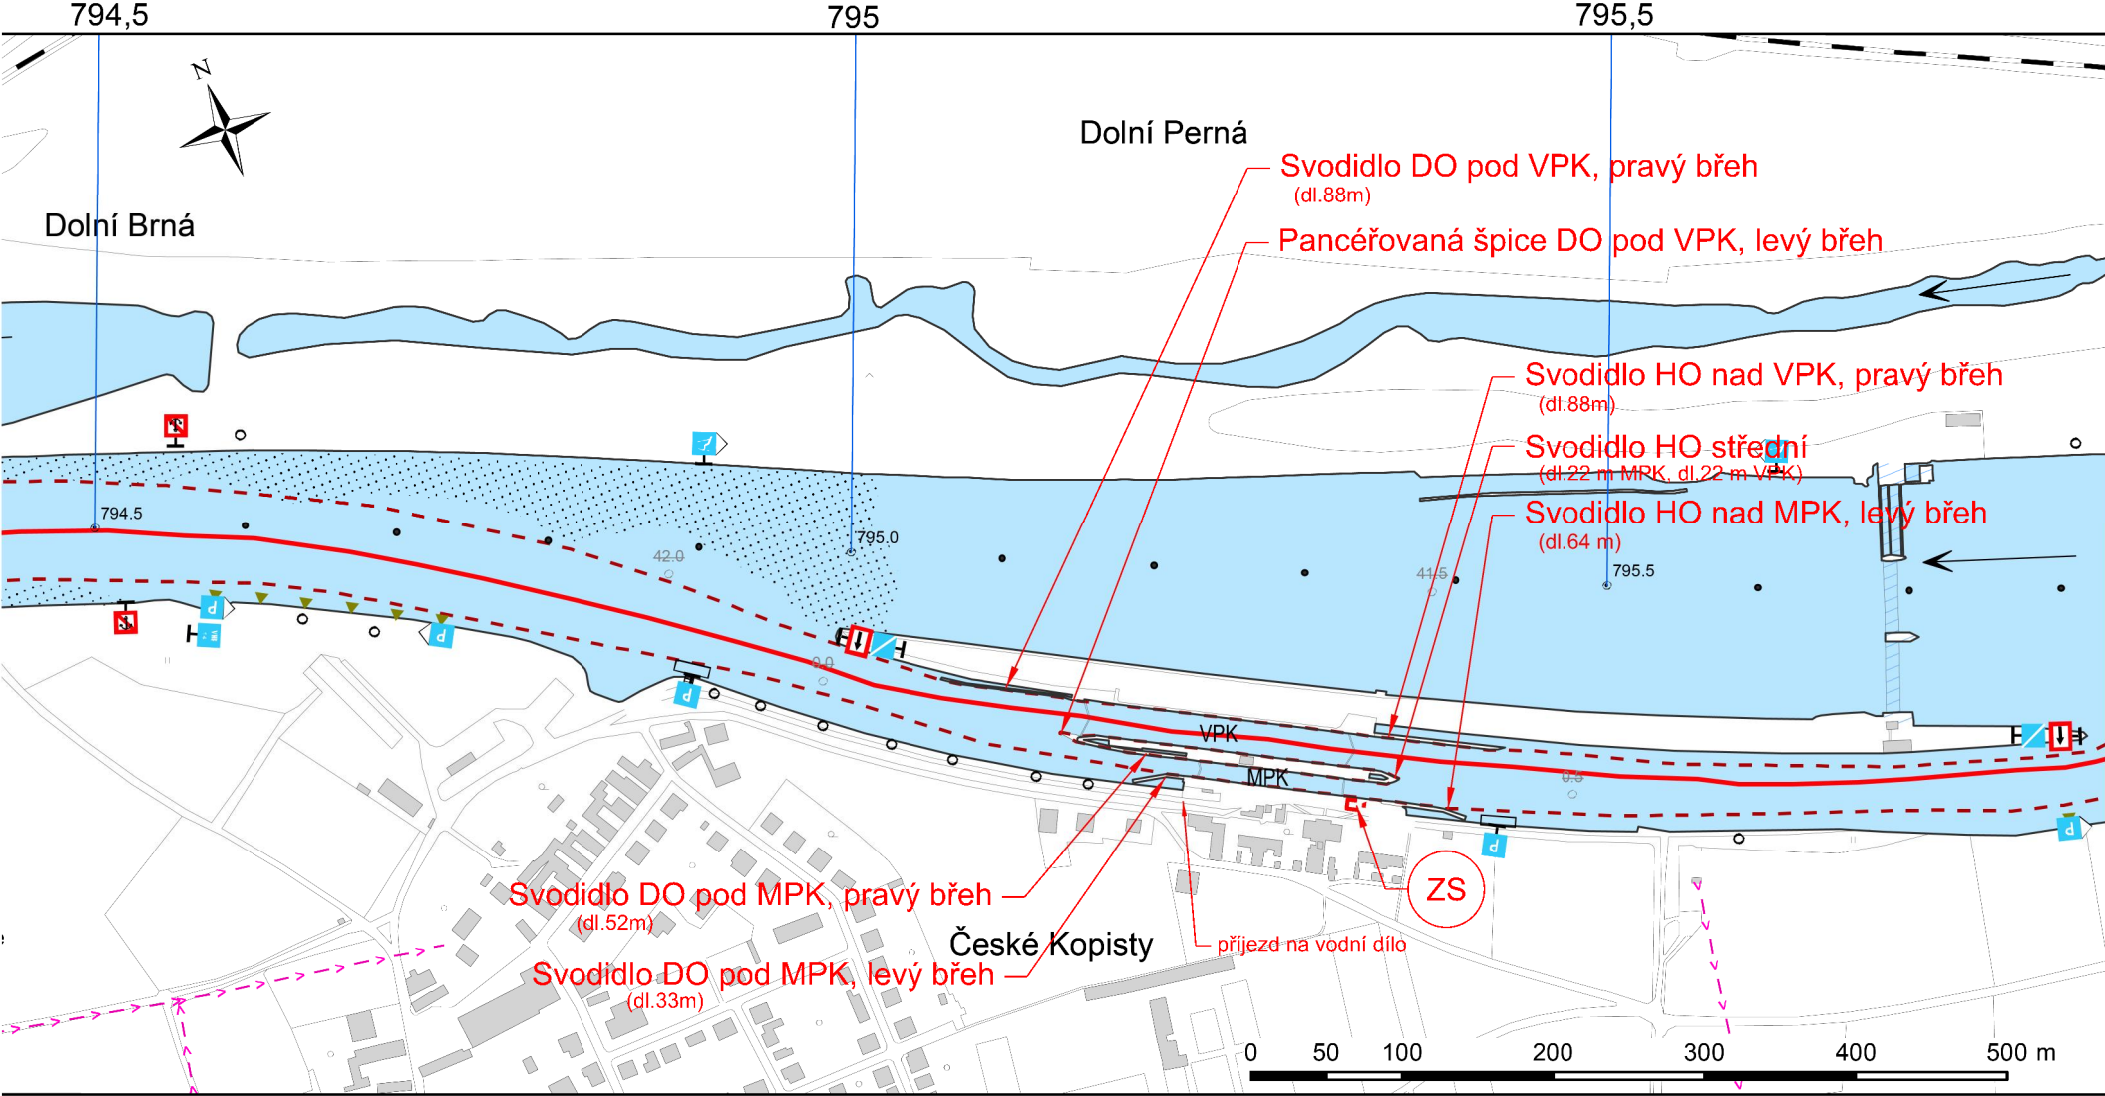 794,5
795
795,5
N
Dolní Perná
Svodidlo DO pod VPK, pravý břeh
(dl.88m)
Dolní Brná
Pancéřovaná špice DO pod VPK, levý břeh
Svodidlo HO nad VPK, pravý břeh
(dl.88m)
Svodidlo HO střední
(dl.22 m MPK, dl.22 m VPK)
Svodidlo HO nad MPK, levý břeh
(dl.64 m)
794.5
795.0
42.0
41.5
795.5
P
P
0.0
P
VPK
MPK
0.5
P
P
ZS
Svodidlo DO pod MPK, pravý břeh
(dl.52m)
České Kopisty
příjezd na vodní dílo
Svodidlo DO pod MPK, levý břeh
(dl.33m)
0 50 100 200 300 400 500 m